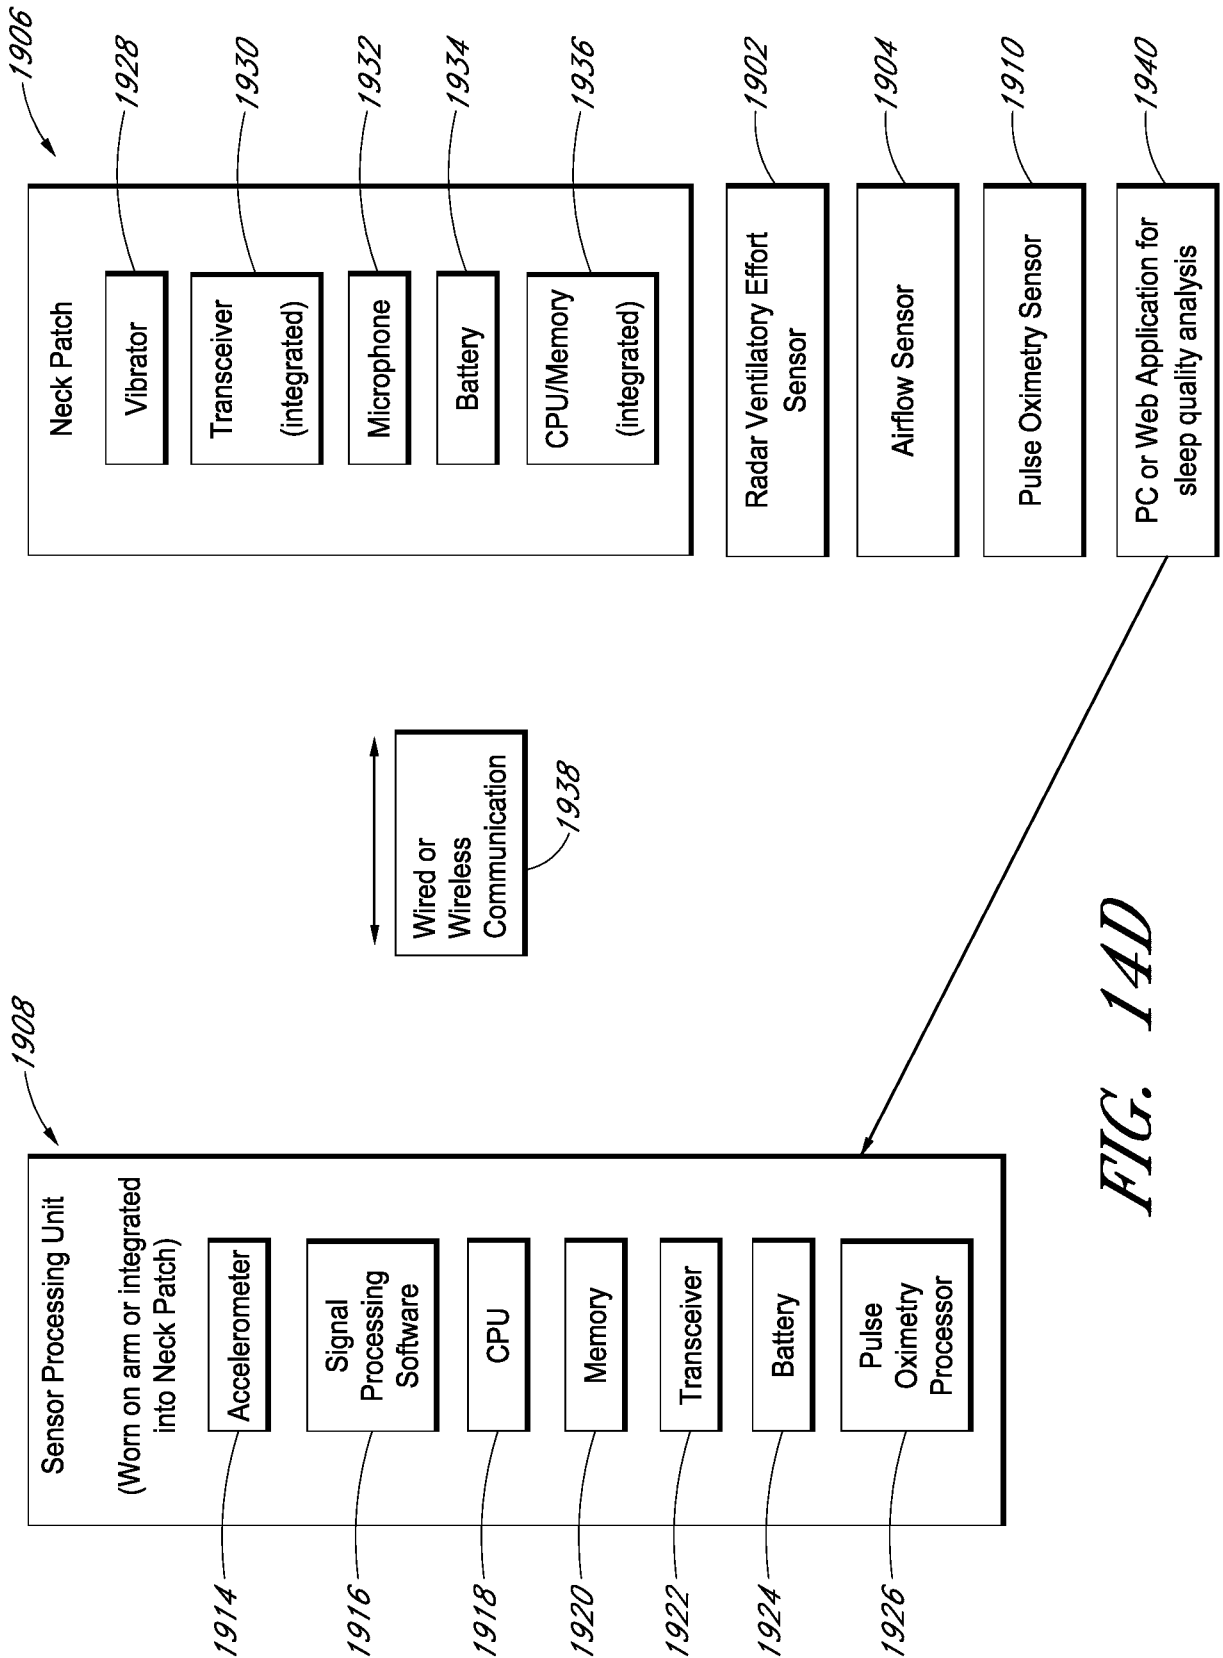 1908
Sensor Processing Unit
(Worn on arm or integrated
into Neck Patch)
1914
Accelerometer
1916
Signal
Processing
Software
1918
CPU
1920
Memory
1922
Transceiver
1924
Battery
1926
Pulse
Oximetry
Processor
Wired or
Wireless
Communication
1938
1906
Neck Patch
Vibrator
1928
Transceiver
(integrated)
1930
Microphone
1932
Battery
1934
CPU/Memory
(integrated)
1936
Radar Ventilatory Effort
Sensor
1902
Airflow Sensor
1904
Pulse Oximetry Sensor
1910
PC or Web Application for
sleep quality analysis
1940
FIG. 14D